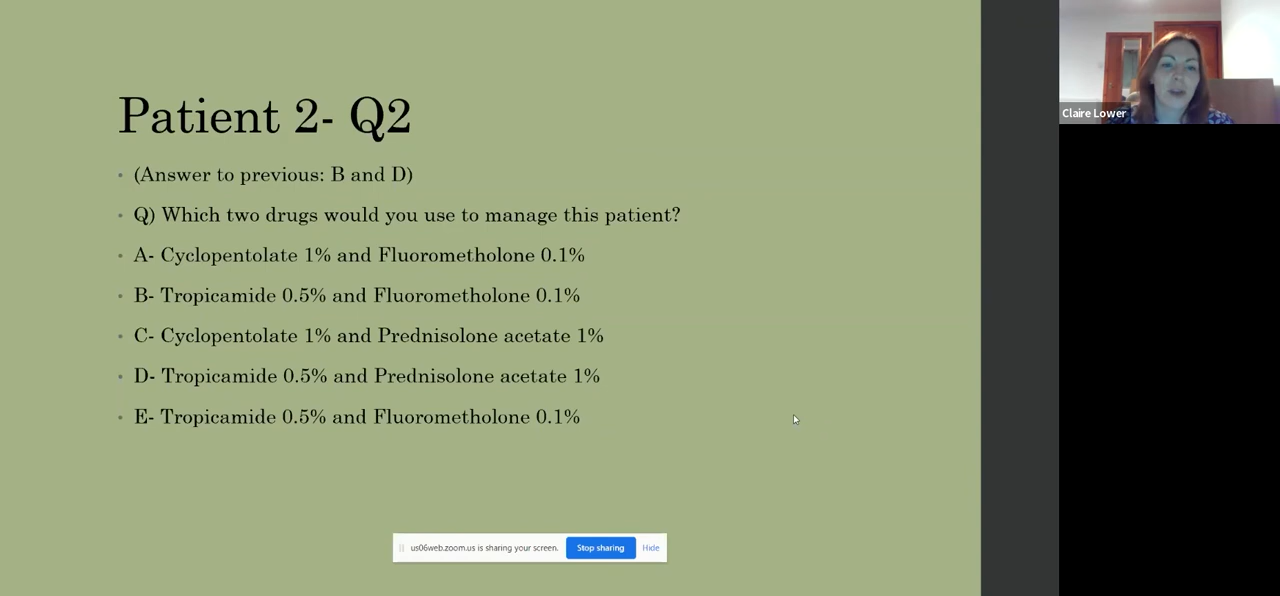 Patient 2- Q2
• (Answer to previous: B and D)
• Q) Which two drugs would you use to manage this patient?
• A- Cyclopentolate 1% and Fluorometholone 0.1%
• B- Tropicamide 0.5% and Fluorometholone 0.1%
• C- Cyclopentolate 1% and Prednisolone acetate 1%
• D- Tropicamide 0.5% and Prednisolone acetate 1%
• E- Tropicamide 0.5% and Fluorometholone 0.1%
us06web.zoom.us is sharing your screen. Stop sharing Hide
Claire Lower